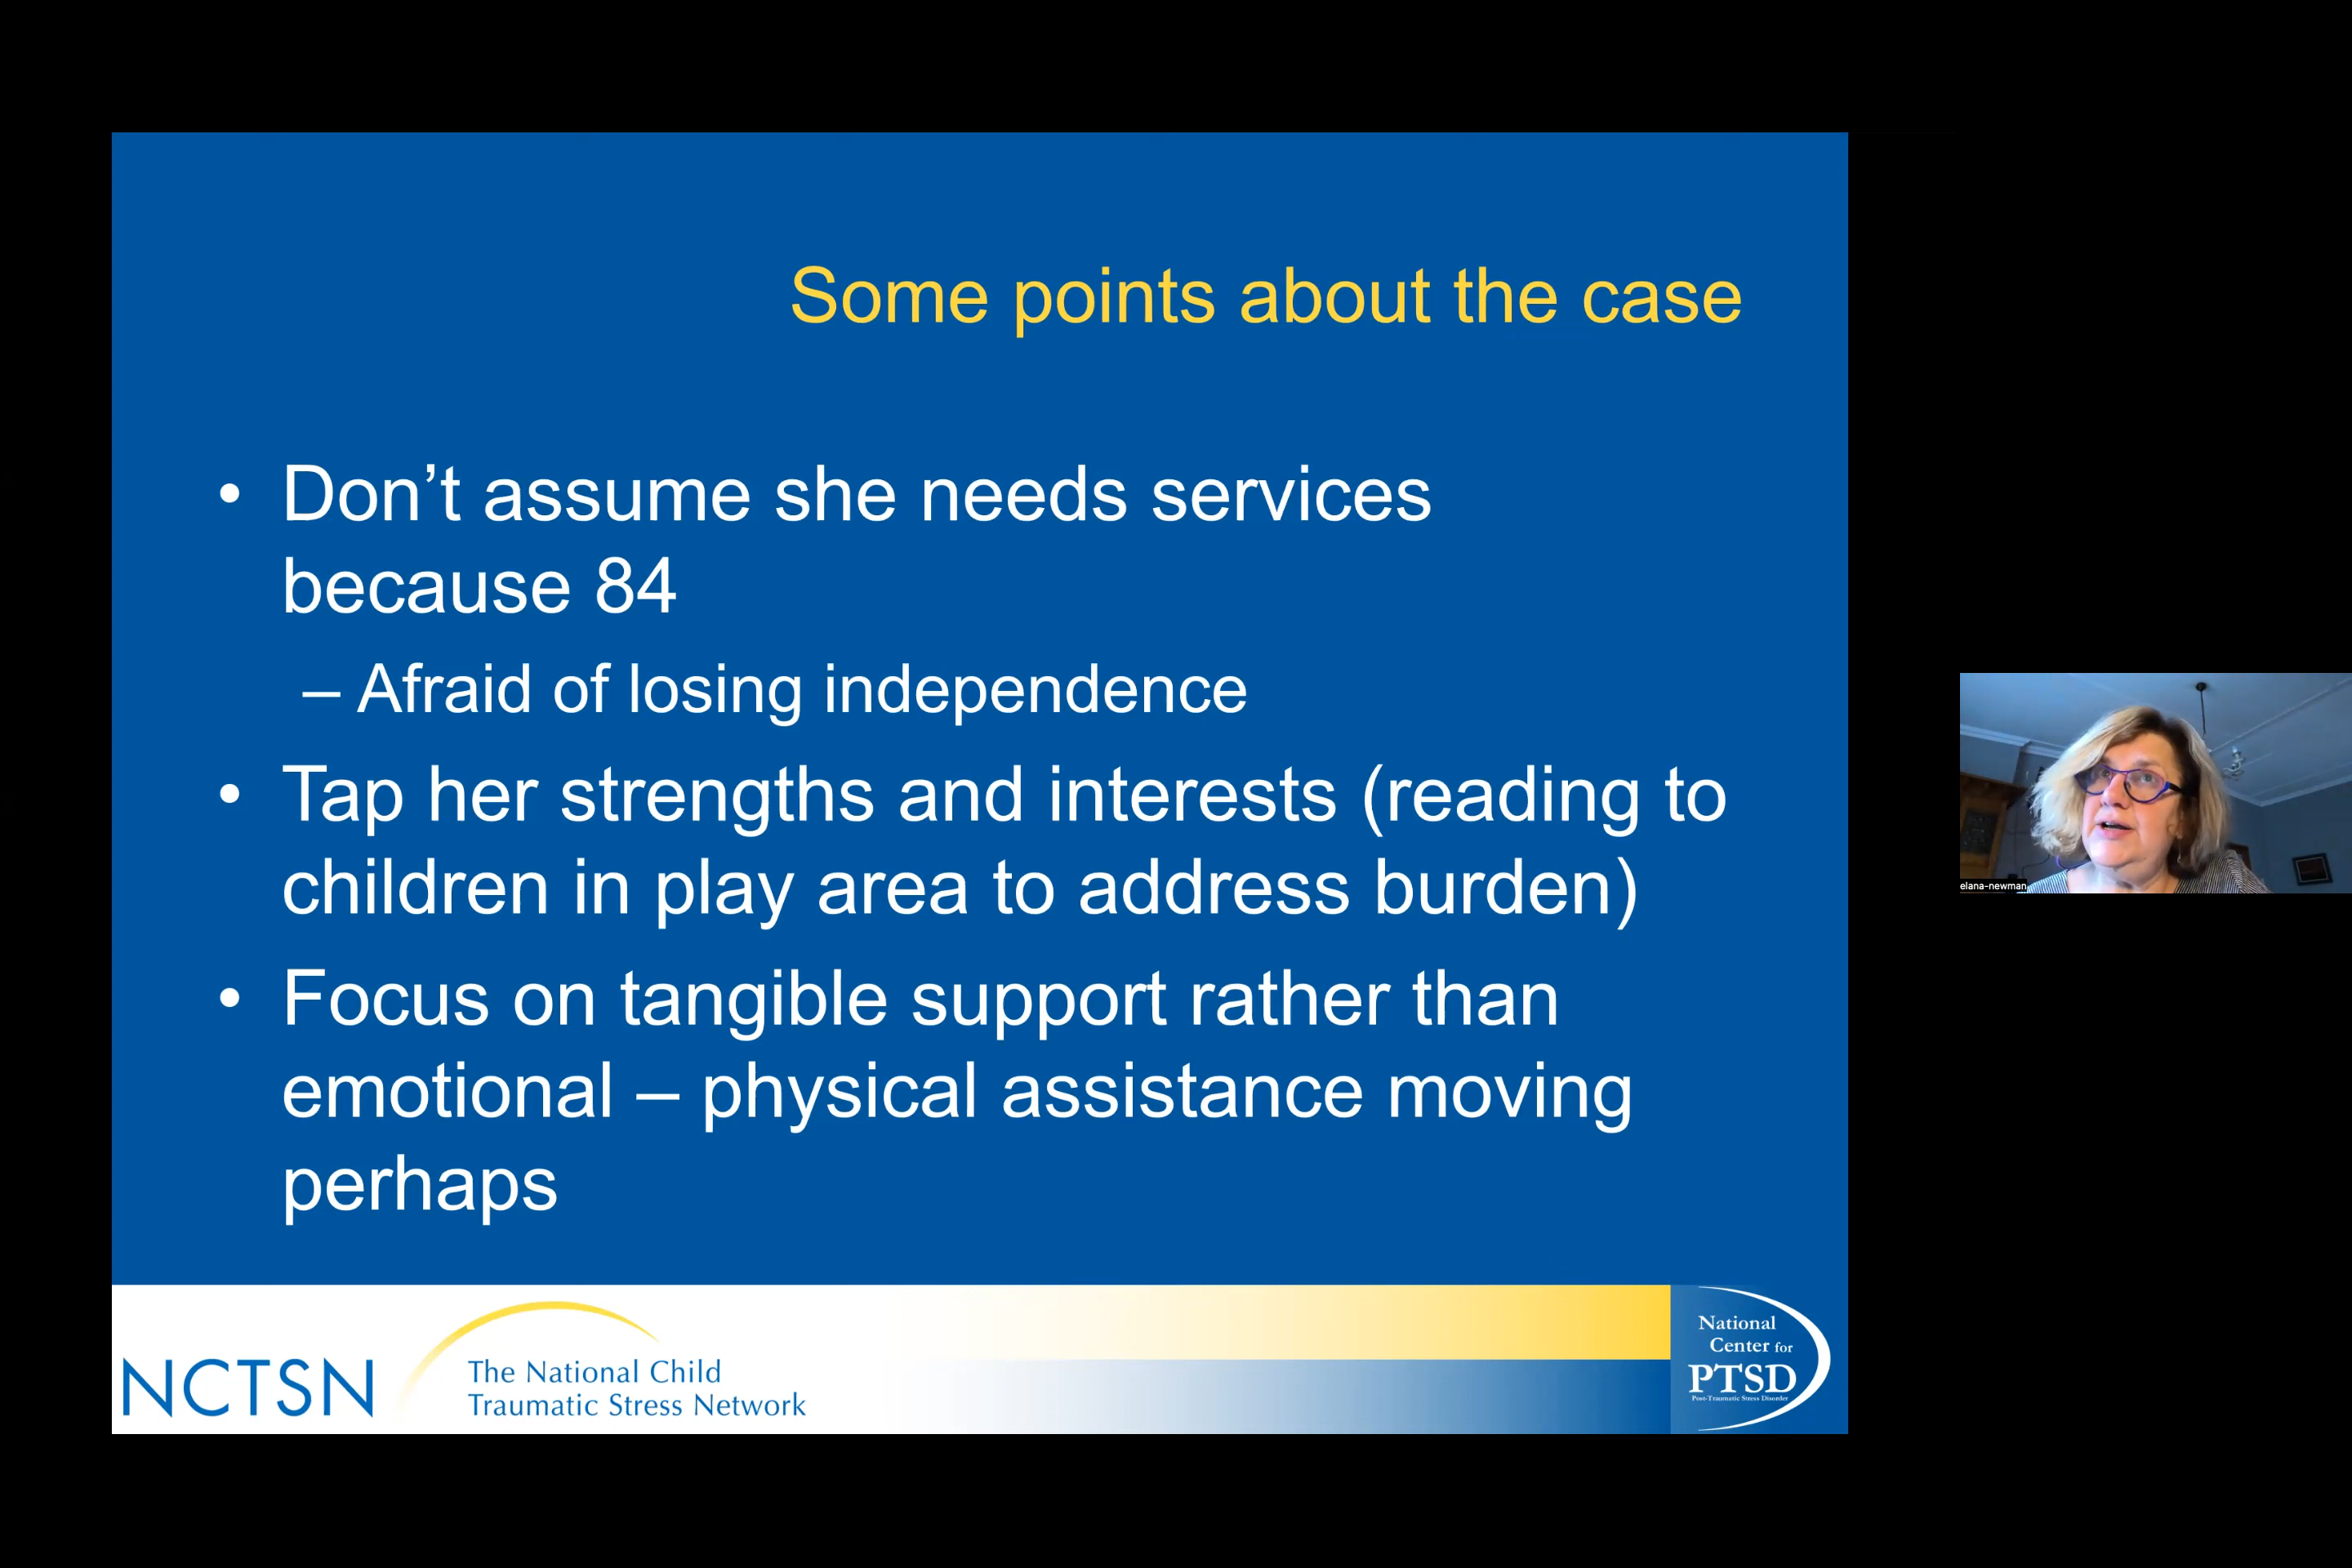 Some points about the case
• Don’t assume she needs services
because 84
– Afraid of losing independence
• Tap her strengths and interests (reading to
children in play area to address burden)
• Focus on tangible support rather than
emotional – physical assistance moving
perhaps
elana-newman
NCTSN
The National Child
Traumatic Stress Network
National
Center for
PTSD
Post-Traumatic Stress Disorder